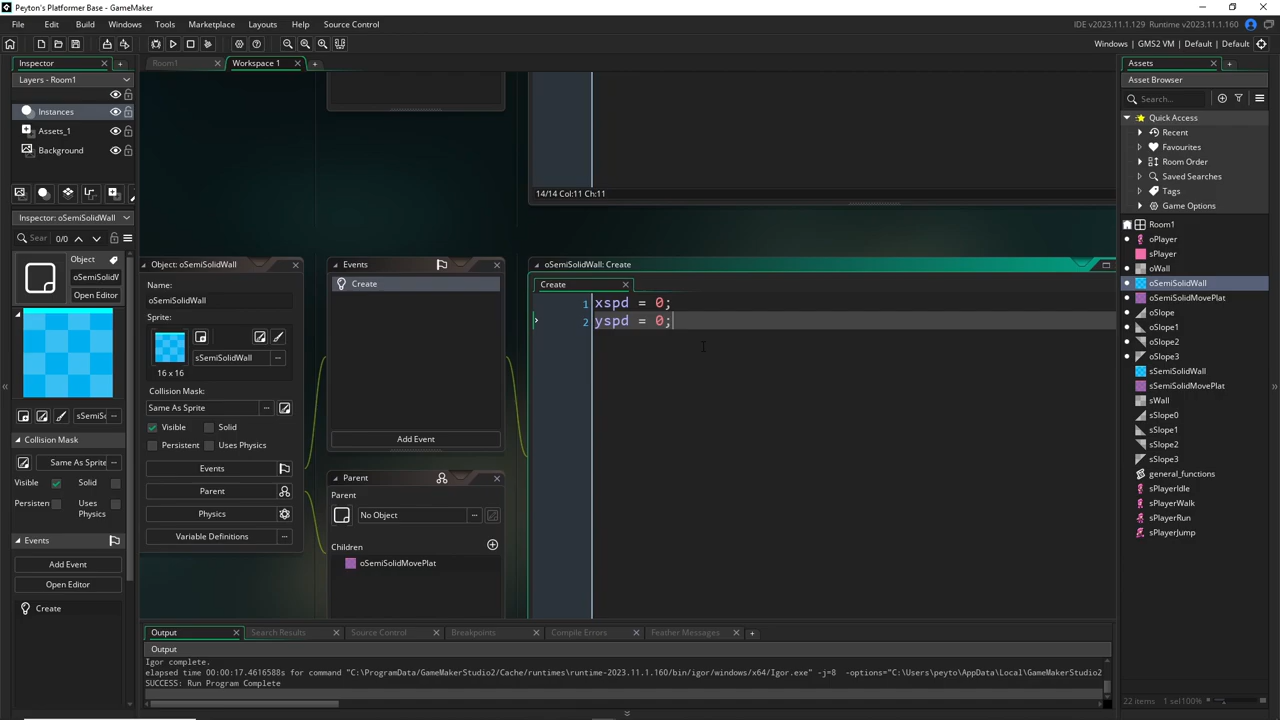 Peyton's Platformer Base - GameMaker
File Edit Build Windows Tools Marketplace Layouts Help Source Control
IDE v2023.11.1.129 Runtime v2023.11.1.160
Windows | GMS2 VM | Default | Default
Inspector
Room1
Workspace 1
Assets
Layers - Room1
Asset Browser
Instances
Search...
Assets_1
Quick Access
Background
Recent
Favourites
Room Order
Saved Searches
Tags
Game Options
14/14 Col:11 Ch:11
Inspector: oSemiSolidWall
Sear 0/0
Object
oSemiSolidV
Open Editor
sSemiSc
Collision Mask
Same As Sprite
Visible
Solid
Persisten
Uses Physics
Events
Add Event
Open Editor
Create
Object: oSemiSolidWall
Name:
oSemiSolidWall
Sprite:
sSemiSolidWall
16 x 16
Collision Mask:
Same As Sprite
Visible
Solid
Persistent
Uses Physics
Events
Parent
Physics
Variable Definitions
Events
Create
Add Event
Parent
Parent
No Object
Children
oSemiSolidMovePlat
oSemiSolidWall: Create
Create
1 xspd = 0;
2 yspd = 0;
Room1
oPlayer
sPlayer
oWall
oSemiSolidWall
oSemiSolidMovePlat
oSlope
oSlope1
oSlope2
oSlope3
sSemiSolidWall
sSemiSolidMovePlat
sWall
sSlope0
sSlope1
sSlope2
sSlope3
general_functions
sPlayerIdle
sPlayerWalk
sPlayerRun
sPlayerJump
Output
Search Results
Source Control
Breakpoints
Compile Errors
Feather Messages
Output
Igor complete.
elapsed time 00:00:17.4616588s for command "C:\ProgramData/GameMakerStudio2/Cache/runtimes\runtime-2023.11.1.160/bin/igor/windows/x64/Igor.exe" -j=8 -options="C:\Users\peyto\AppData\Local\GameMakerStudio2
SUCCESS: Run Program Complete
22 items 1 sel 100%